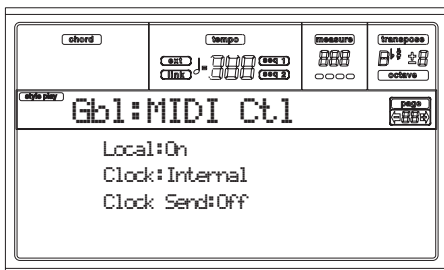 chord
tempo
measure
transpose
ext
seq 1
link
seq 2
octave
style play
Gbl:MIDI Ctl
page
Local:On
Clock:Internal
Clock Send:Off